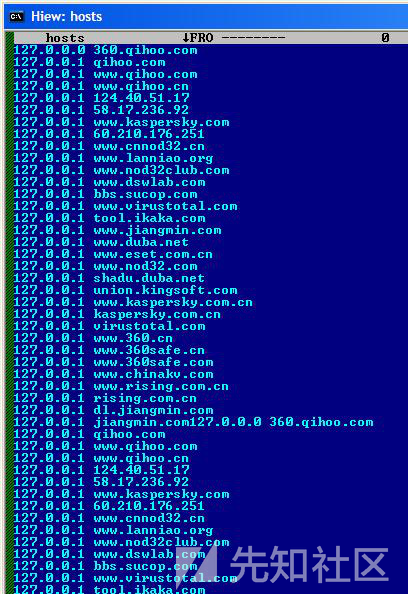 Hiew: hosts
hosts ↓FRO -------- 0
127.0.0.0 360.qihoo.com
127.0.0.1 qihoo.com
127.0.0.1 www.qihoo.com
127.0.0.1 www.qihoo.cn
127.0.0.1 124.40.51.17
127.0.0.1 58.17.236.92
127.0.0.1 www.kaspersky.com
127.0.0.1 60.210.176.251
127.0.0.1 www.cnnod32.cn
127.0.0.1 www.lanniao.org
127.0.0.1 www.nod32club.com
127.0.0.1 www.dswlab.com
127.0.0.1 bbs.sucop.com
127.0.0.1 www.virustotal.com
127.0.0.1 tool.ikaka.com
127.0.0.1 www.jiangmin.com
127.0.0.1 www.duba.net
127.0.0.1 www.eset.com.cn
127.0.0.1 www.nod32.com
127.0.0.1 shadu.duba.net
127.0.0.1 union.kingsoft.com
127.0.0.1 www.kaspersky.com.cn
127.0.0.1 kaspersky.com.cn
127.0.0.1 virustotal.com
127.0.0.1 www.360.cn
127.0.0.1 www.360safe.cn
127.0.0.1 www.360safe.com
127.0.0.1 www.chinakv.com
127.0.0.1 www.rising.com.cn
127.0.0.1 rising.com.cn
127.0.0.1 dl.jiangmin.com
127.0.0.1 jiangmin.com127.0.0.0 360.qihoo.com
127.0.0.1 qihoo.com
127.0.0.1 www.qihoo.com
127.0.0.1 www.qihoo.cn
127.0.0.1 124.40.51.17
127.0.0.1 58.17.236.92
127.0.0.1 www.kaspersky.com
127.0.0.1 60.210.176.251
127.0.0.1 www.cnnod32.cn
127.0.0.1 www.lanniao.org
127.0.0.1 www.nod32club.com
127.0.0.1 www.dswlab.com
127.0.0.1 bbs.sucop.com
127.0.0.1 www.virustotal.com
127.0.0.1 tool.ikaka.com
先知社区